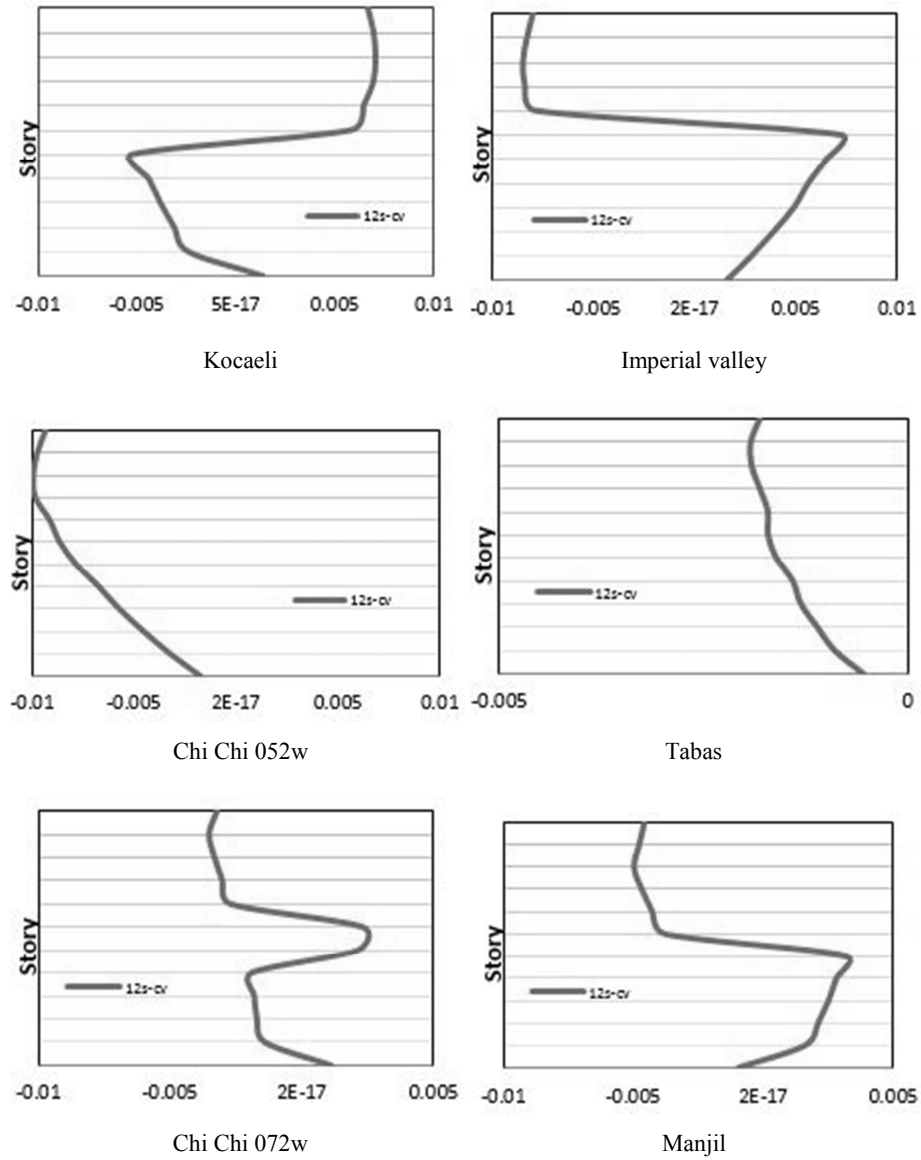 Story
12s-cv
-0.01 -0.005 5E-17 0.005 0.01
Kocaeli
Story
12s-cv
-0.01 -0.005 2E-17 0.005 0.01
Imperial valley
Story
12s-cv
-0.01 -0.005 2E-17 0.005 0.01
Chi Chi 052w
Story
12s-cv
-0.005 0
Tabas
Story
12s-cv
-0.01 -0.005 2E-17 0.005
Chi Chi 072w
Story
12s-cv
-0.01 -0.005 2E-17 0.005
Manjil